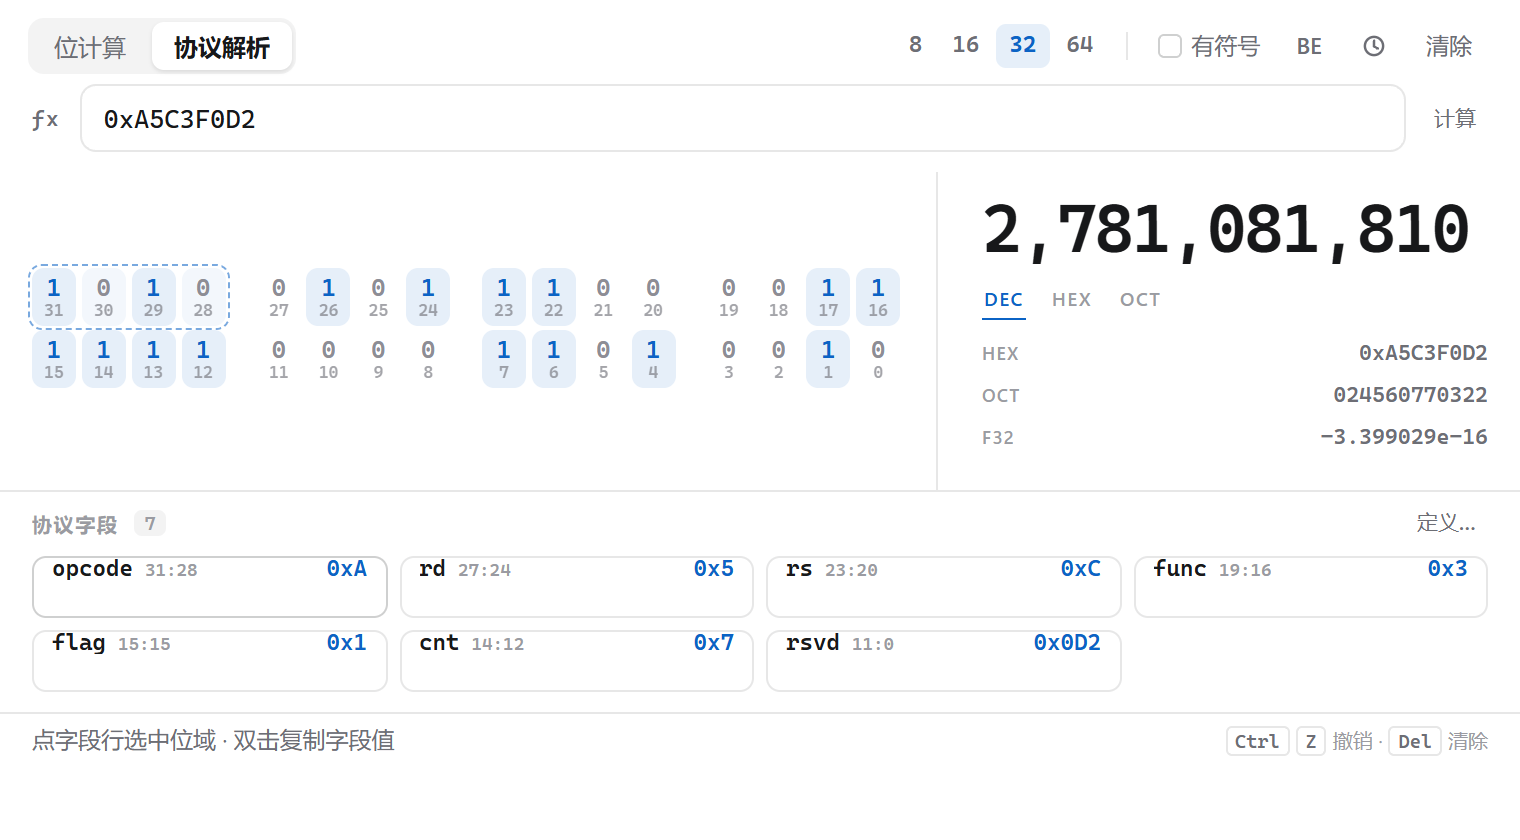 位计算 协议解析 8 16 32 64 有符号 BE 清除
ƒx 0xA5C3F0D2 计算
2,781,081,810
DEC HEX OCT
HEX 0xA5C3F0D2
OCT 024560770322
F32 −3.399029e−16
1 0 1 0 0 1 0 1 1 1 0 0 0 0 1 1
31 30 29 28 27 26 25 24 23 22 21 20 19 18 17 16
1 1 1 1 0 0 0 0 1 1 0 1 0 0 1 0
15 14 13 12 11 10 9 8 7 6 5 4 3 2 1 0
协议字段 7 定义...
opcode 31:28 0xA rd 27:24 0x5 rs 23:20 0xC func 19:16 0x3
flag 15:15 0x1 cnt 14:12 0x7 rsvd 11:0 0x0D2
点字段行选中位域 · 双击复制字段值 Ctrl Z 撤销 · Del 清除